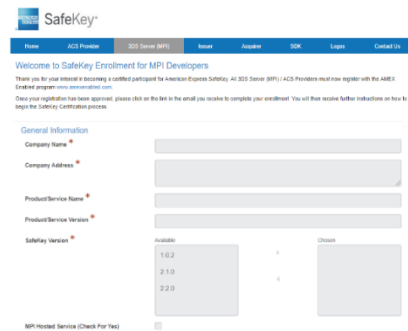 AMERICAN EXPRESS
SafeKey
Home ACS Provider 3DS Server (MPI) Issuer Acquirer SDK Logos Contact Us
Welcome to SafeKey Enrollment for MPI Developers
Thank you for your interest in becoming a certified participant for American Express SafeKey. All 3DS Server (MPI) / ACS Providers must now register with the AMEX
Enabled program www.amexenabled.com.
Once your registration has been approved, please click on the link in the email you receive to complete your enrollment. You will then receive further instructions on how to
begin the SafeKey Certification process.
General Information
Company Name *
Company Address *
Product/Service Name *
Product/Service Version *
SafeKey Version * Available Chosen
1.0.2
2.1.0
2.2.0
MPI Hosted Service (Check For Yes)